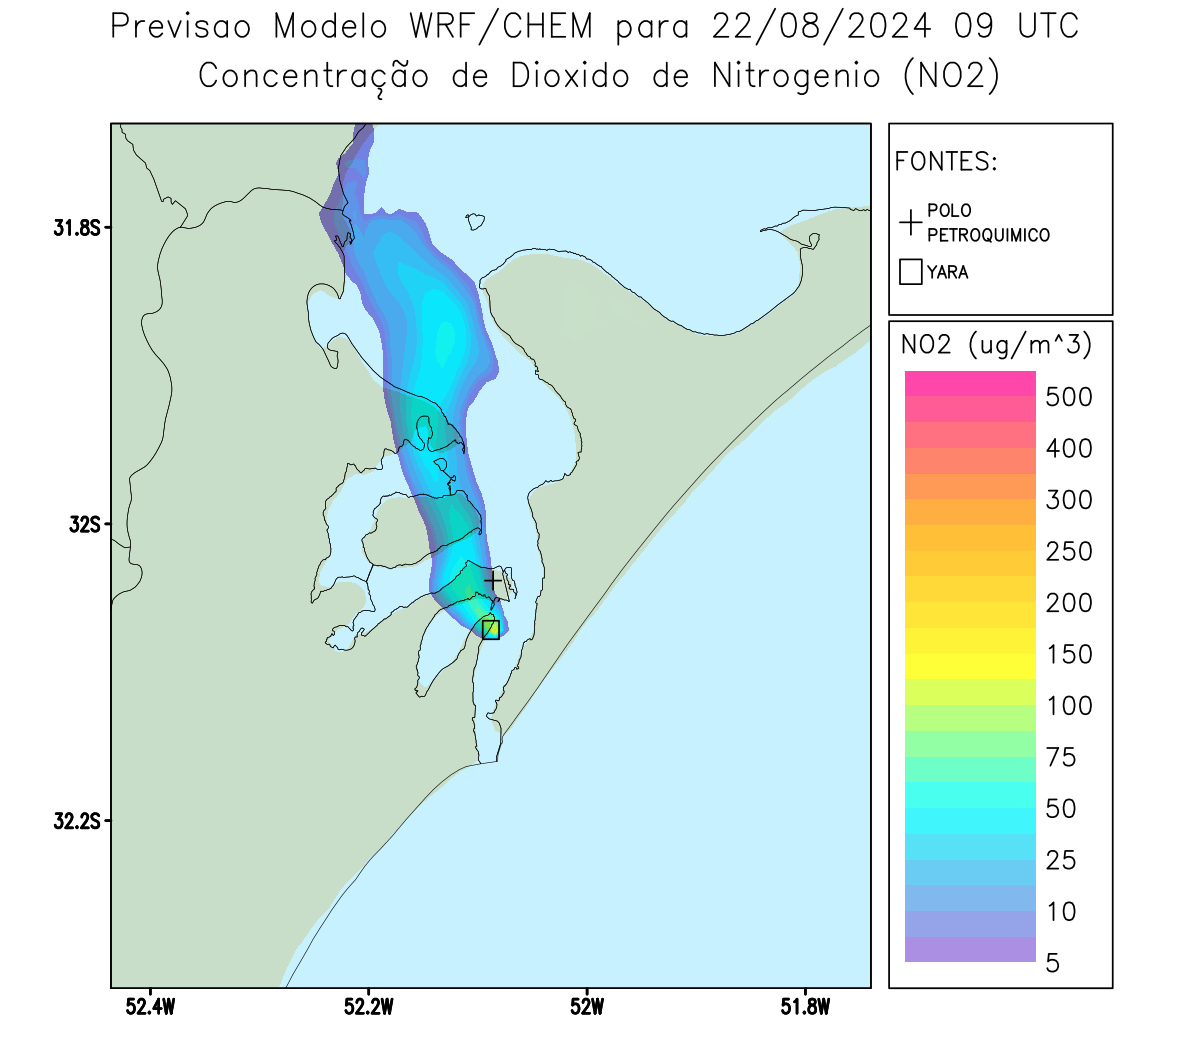 Previsao Modelo WRF/CHEM para 22/08/2024 09 UTC
Concentração de Dioxido de Nitrogenio (NO2)
FONTES:
POLO
PETROQUIMICO
YARA
NO2 (ug/m^3)
500
400
300
250
200
150
100
75
50
25
10
5
31.8S
32S
32.2S
52.4W
52.2W
52W
51.8W